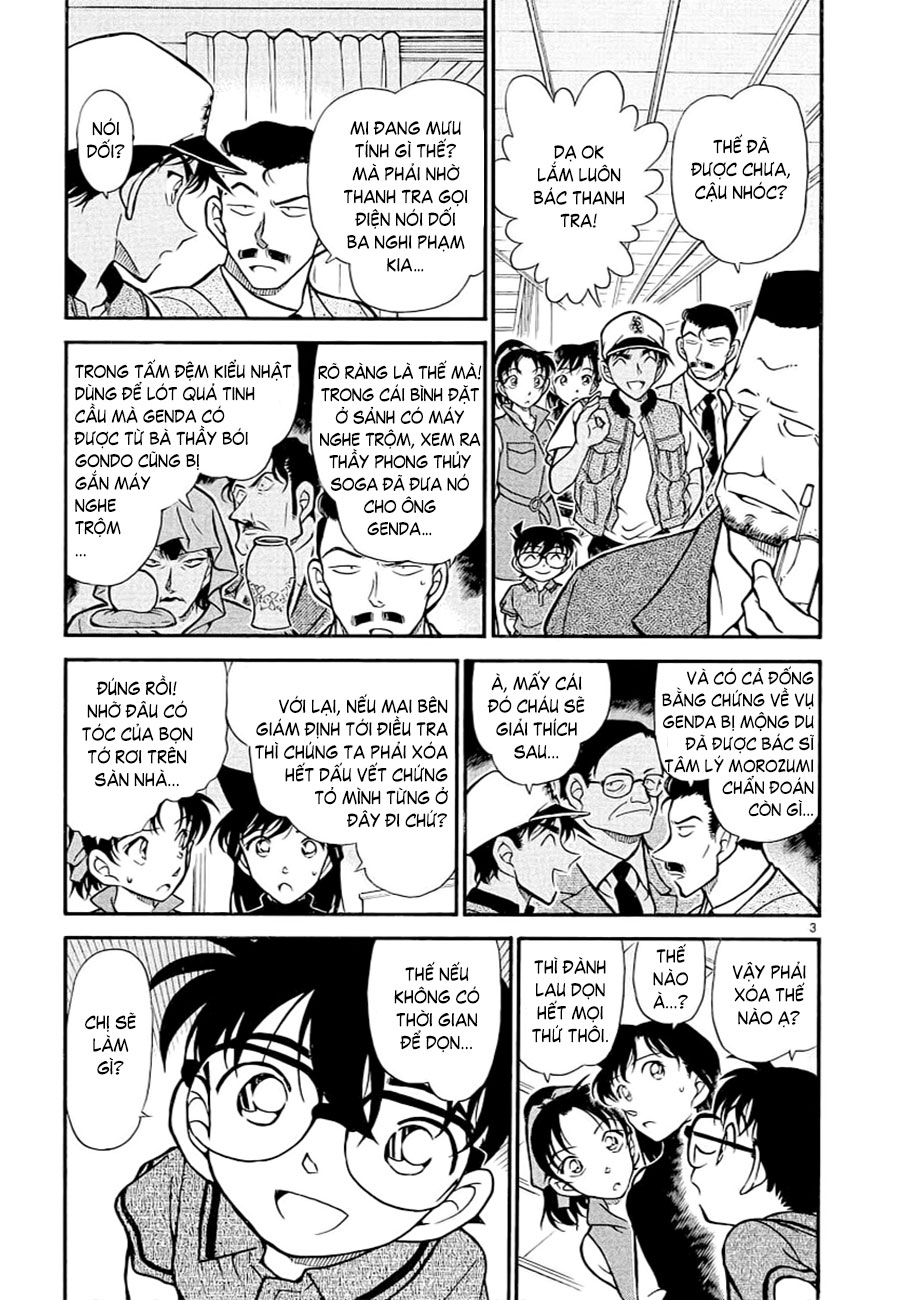 THẾ ĐÃ
ĐƯỢC CHƯA,
CẬU NHÓC?
DẠ OK
LẮM LUÔN
BÁC THANH
TRA!
MI ĐANG MƯU
TÍNH GÌ THẾ?
MÀ PHẢI NHỜ
THANH TRA GỌI
ĐIỆN NÓI DỐI
BA NGHI PHẠM
KIA...
NÓI
DỐI?
RÕ RÀNG LÀ THẾ MÀ!
TRONG CÁI BÌNH ĐẶT
Ở SẢNH CÓ MÁY
NGHE TRỘM, XEM RA
THẦY PHONG THỦY
SOGA ĐÃ ĐƯA NÓ
CHO ÔNG
GENDA...
TRONG TẤM ĐỆM KIỂU NHẬT
DÙNG ĐỂ LÓT QUẢ TINH
CẦU MÀ GENDA CÓ
ĐƯỢC TỪ BÀ THẦY BÓI
GONDO CŨNG BỊ
GẮN MÁY
NGHE
TRỘM
...
VÀ CÓ CẢ ĐỐNG
BẰNG CHỨNG VỀ VỤ
GENDA BỊ MỘNG DU
ĐÃ ĐƯỢC BÁC SĨ
TÂM LÝ MOROZUMI
CHẨN ĐOÁN
CÒN GÌ...
À, MẤY CÁI
ĐÓ CHÁU SẼ
GIẢI THÍCH
SAU...
VỚI LẠI, NẾU MAI BÊN
GIÁM ĐỊNH TỚI ĐIỀU TRA
THÌ CHÚNG TA PHẢI XÓA
HẾT DẤU VẾT CHỨNG
TỎ MÌNH TỪNG Ở
ĐÂY ĐI CHỨ?
ĐÚNG RỒI!
NHỠ ĐÂU CÓ
TÓC CỦA BỌN
TỚ RƠI TRÊN
SÀN NHÀ...
3
VẬY PHẢI
XÓA THẾ
NÀO Ạ?
THẾ
NÀO
À...?
THÌ ĐÀNH
LAU DỌN
HẾT MỌI
THỨ THÔI.
THẾ NẾU
KHÔNG CÓ
THỜI GIAN
ĐỂ DỌN...
CHỊ SẼ
LÀM
GÌ?